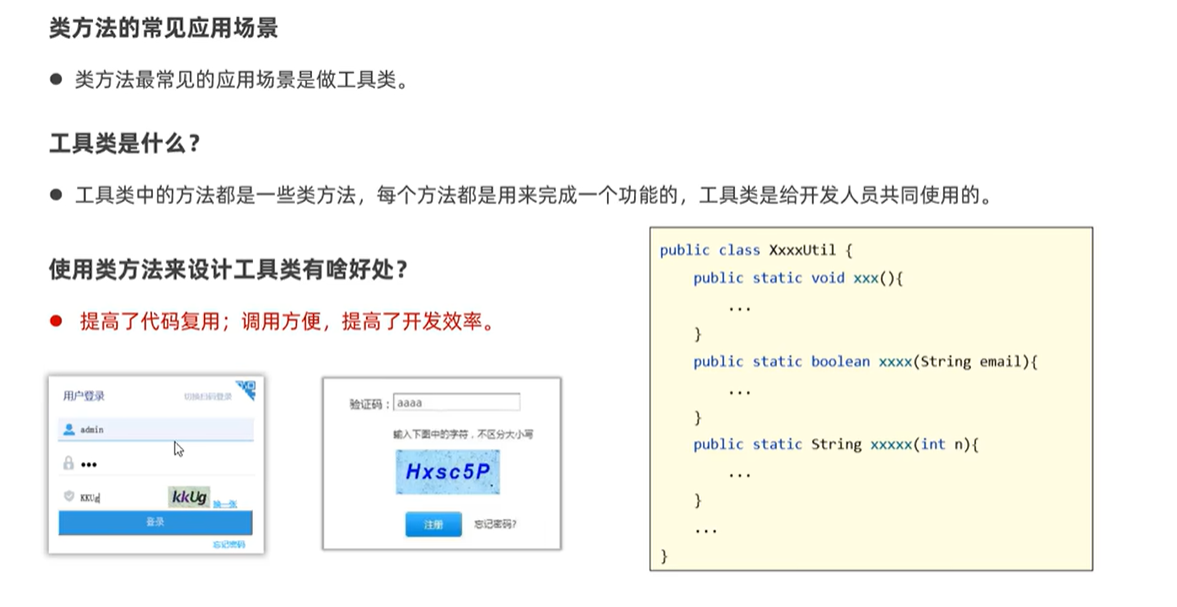 类方法的常见应用场景
● 类方法最常见的应用场景是做工具类。
工具类是什么？
● 工具类中的方法都是一些类方法，每个方法都是用来完成一个功能的，工具类是给开发人员共同使用的。
使用类方法来设计工具类有啥好处？
● 提高了代码复用；调用方便，提高了开发效率。
用户登录 切换扫码登录
admin
●●●
KKUg kkUg 换一张
登录
忘记密码
验证码：aaaa
输入下图中的字符，不区分大小写
Hxsc5P
注册 忘记密码?
public class XxxxUtil {
public static void xxx(){
...
}
public static boolean xxxx(String email){
...
}
public static String xxxxx(int n){
...
}
...
}